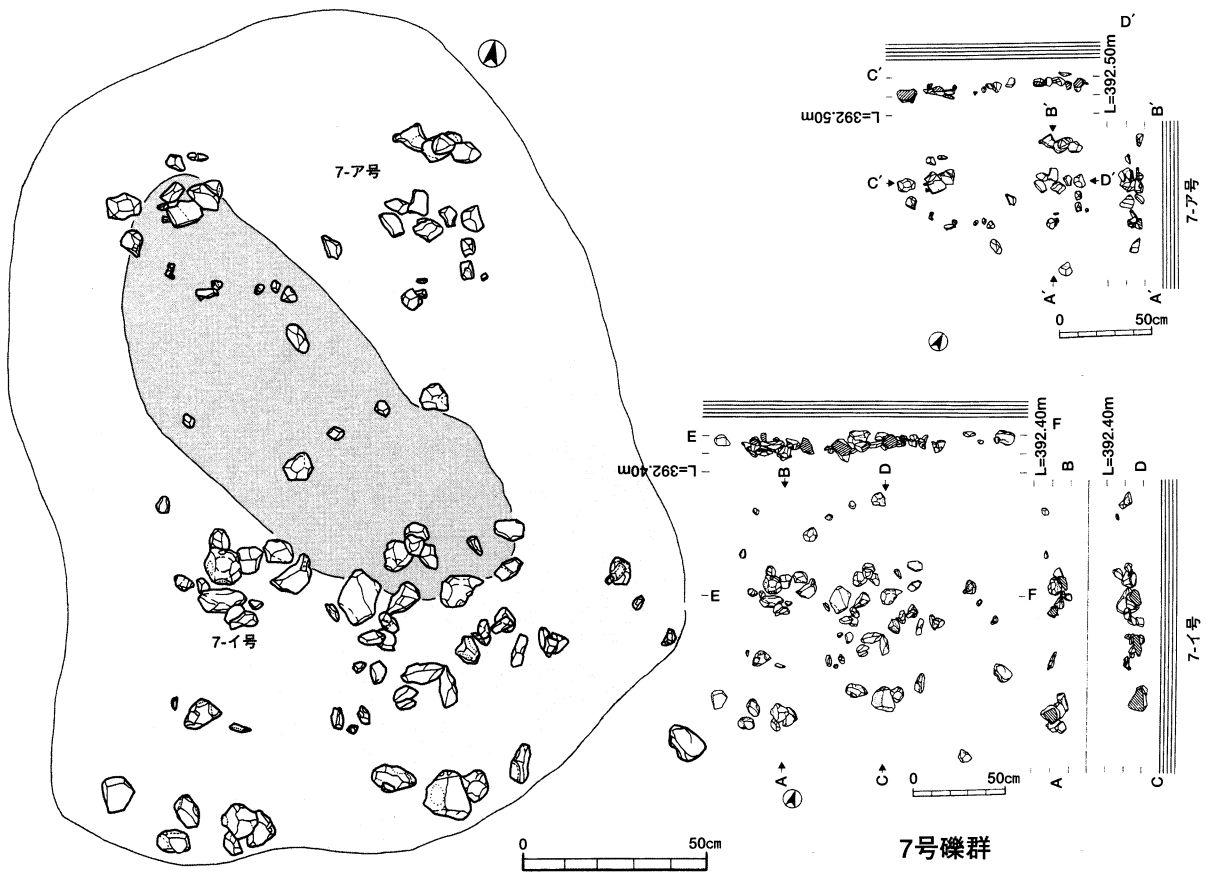 7-ア号
7-イ号
0 50cm
D′
C′
L=392.50m
L=392.50m
B′
B′
C′
D′
7-ア号
A′
A′
0 50cm
E
F
L=392.40m
L=392.40m
L=392.40m
B
D
B
D
E
F
7-イ号
A
C
A
C
0 50cm
7号礫群